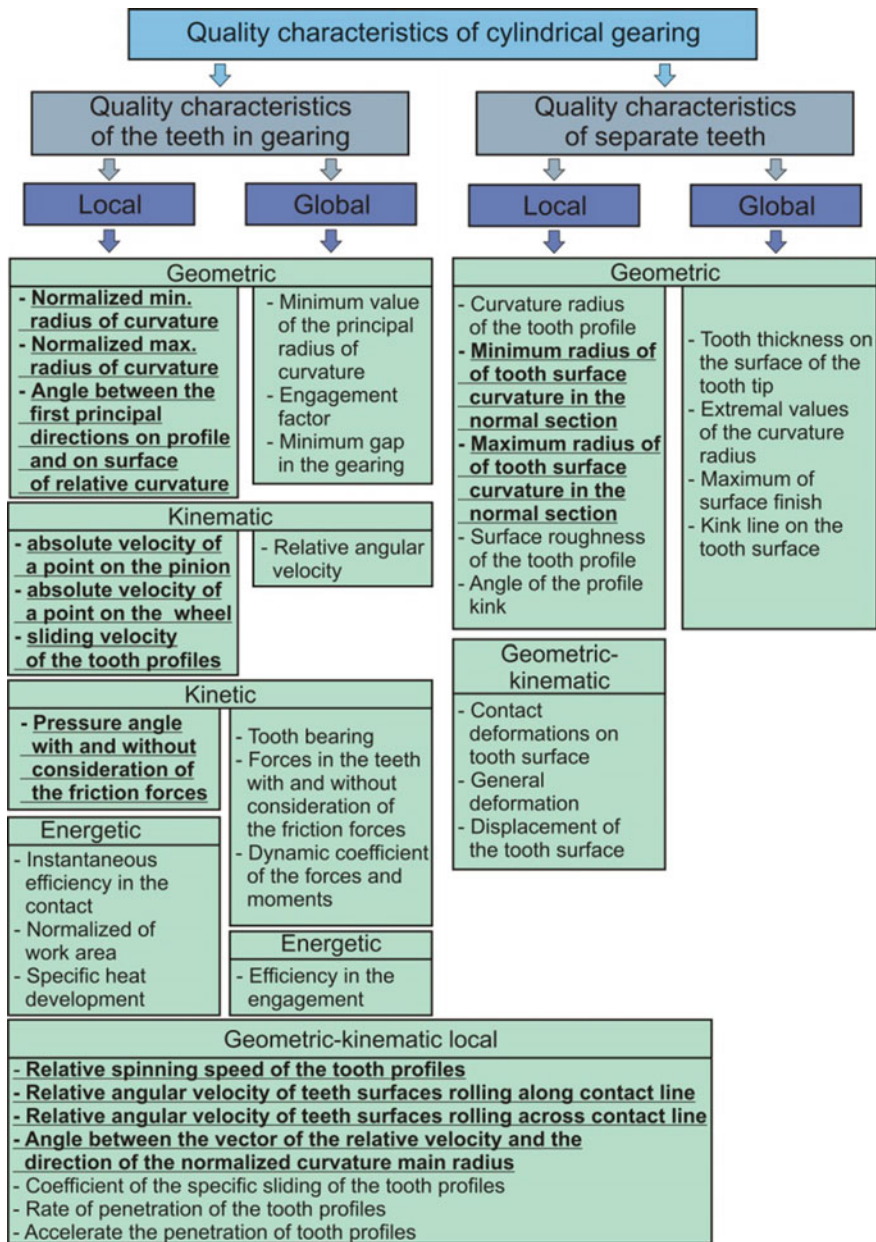 Quality characteristics of cylindrical gearing
Quality characteristics
of the teeth in gearing
Local
Global
Geometric
- Normalized min.
radius of curvature
- Normalized max.
radius of curvature
- Angle between the
first principal
directions on profile
and on surface
of relative curvature
- Minimum value
of the principal
radius of
curvature
- Engagement
factor
- Minimum gap
in the gearing
Kinematic
- absolute velocity of
a point on the pinion
- absolute velocity of
a point on the wheel
- sliding velocity
of the tooth profiles
- Relative angular
velocity
Kinetic
- Pressure angle
with and without
consideration of
the friction forces
- Tooth bearing
- Forces in the teeth
with and without
consideration of
the friction forces
- Dynamic coefficient
of the forces and
moments
Energetic
- Instantaneous
efficiency in the
contact
- Normalized of
work area
- Specific heat
development
Energetic
- Efficiency in the
engagement
Quality characteristics
of separate teeth
Local
Global
Geometric
- Curvature radius
of the tooth profile
- Minimum radius of
of tooth surface
curvature in the
normal section
- Maximum radius of
of tooth surface
curvature in the
normal section
- Surface roughness
of the tooth profile
- Angle of the profile
kink
- Tooth thickness on
the surface of the
tooth tip
- Extremal values
of the curvature
radius
- Maximum of
surface finish
- Kink line on the
tooth surface
Geometric-
kinematic
- Contact
deformations on
tooth surface
- General
deformation
- Displacement of
the tooth surface
Geometric-kinematic local
- Relative spinning speed of the tooth profiles
- Relative angular velocity of teeth surfaces rolling along contact line
- Relative angular velocity of teeth surfaces rolling across contact line
- Angle between the vector of the relative velocity and the
direction of the normalized curvature main radius
- Coefficient of the specific sliding of the tooth profiles
- Rate of penetration of the tooth profiles
- Accelerate the penetration of tooth profiles